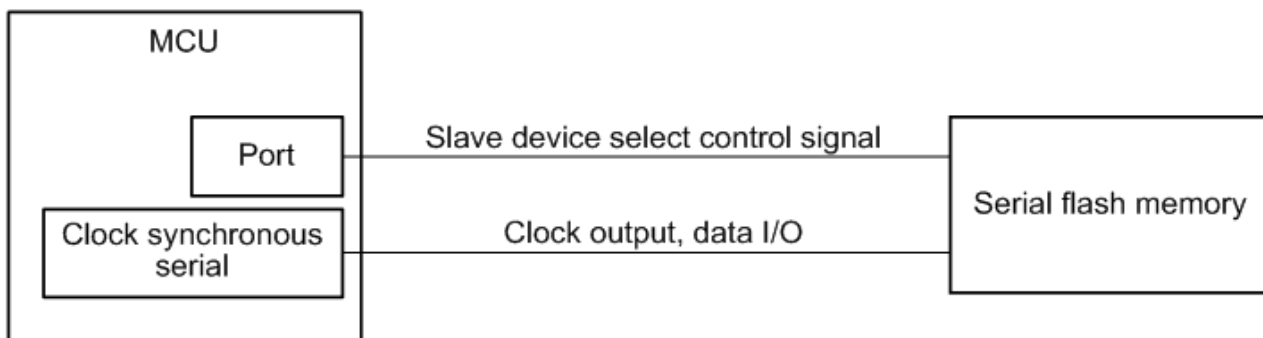 MCU
Port
Slave device select control signal
Clock synchronous
serial
Clock output, data I/O
Serial flash memory